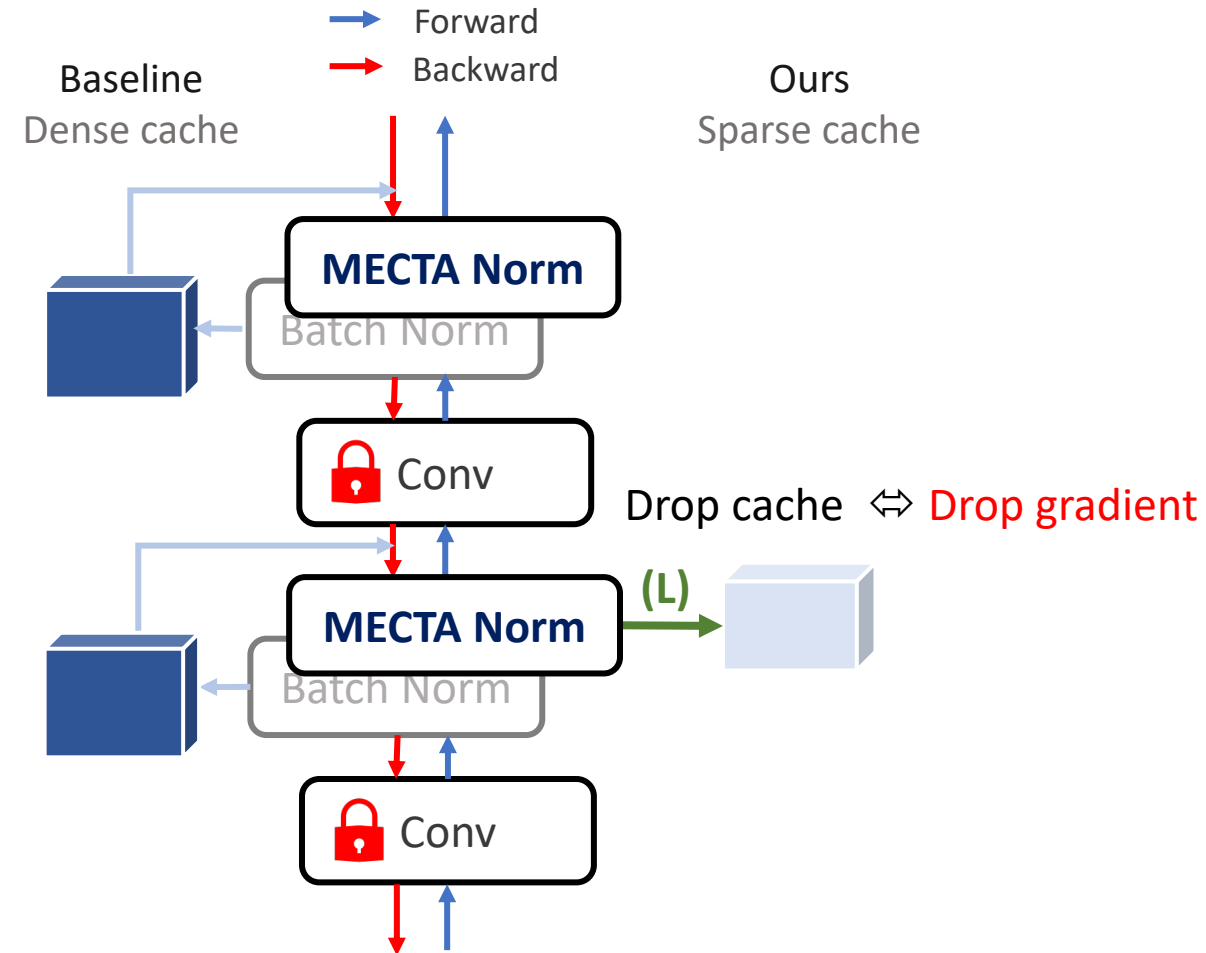 Forward
Backward
Baseline
Dense cache
Ours
Sparse cache
MECTA Norm
Batch Norm
Conv
Drop cache ⇔ Drop gradient
(L)
MECTA Norm
Batch Norm
Conv